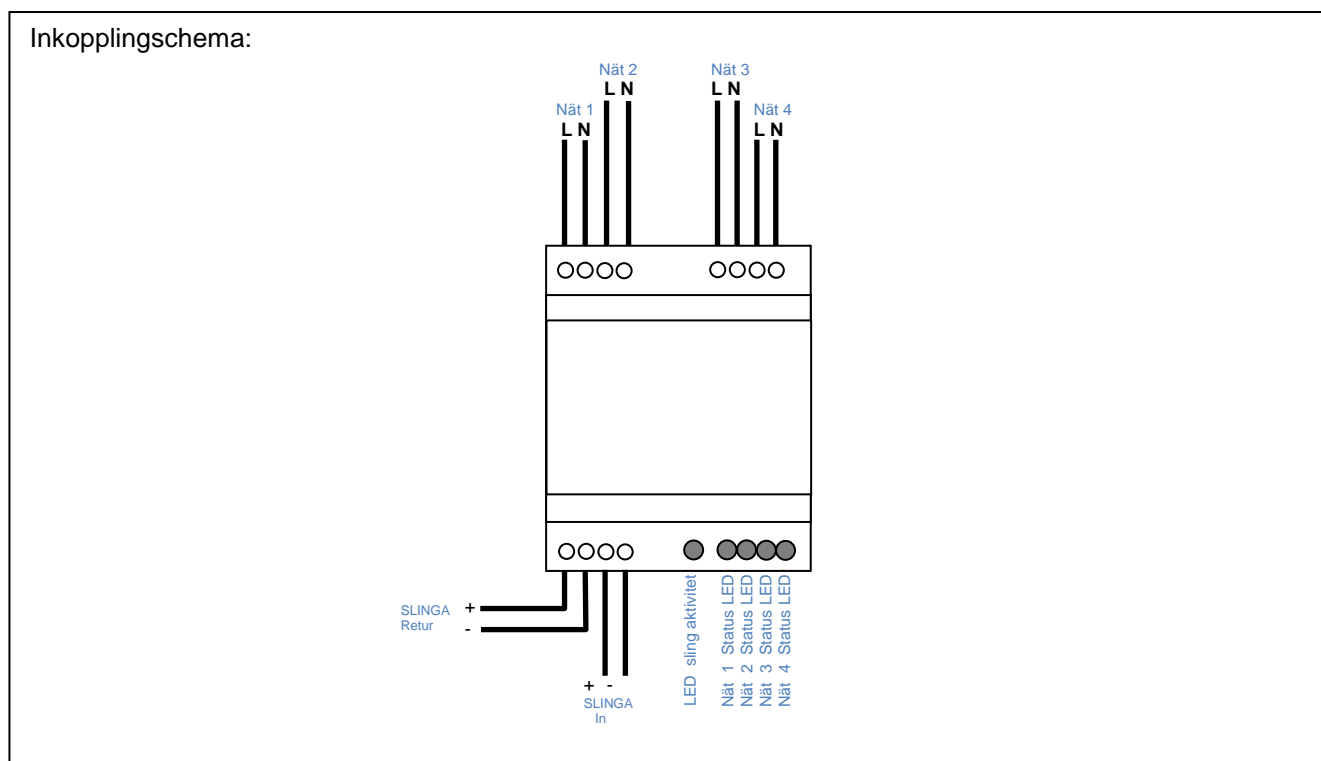 Inkopplingschema:
Nät 2
L N
Nät 3
L N
Nät 1
L N
Nät 4
L N
SLINGA +
Retur -
+ -
SLINGA
In
LED sling aktivitet
Nät 1 Status LED
Nät 2 Status LED
Nät 3 Status LED
Nät 4 Status LED